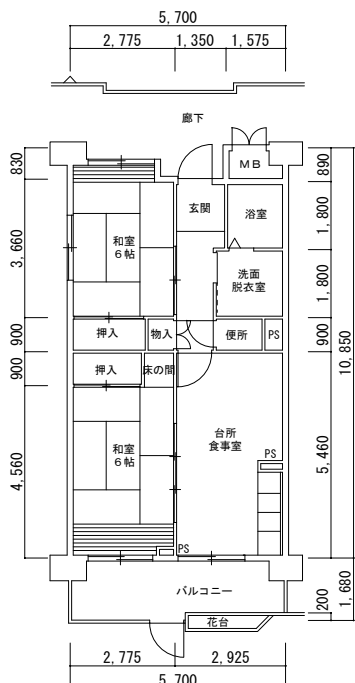 5,700
2,775 1,350 1,575
廊下
830
890
MB
玄関
浴室
3,660
1,800
和室
6帖
洗面
脱衣室
1,800
押入
物入
便所
PS
900
900
10,850
押入
床の間
900
台所
食事室
和室
6帖
PS
4,560
5,460
PS
バルコニー
花台
200
1,680
2,775 2,925
5,700